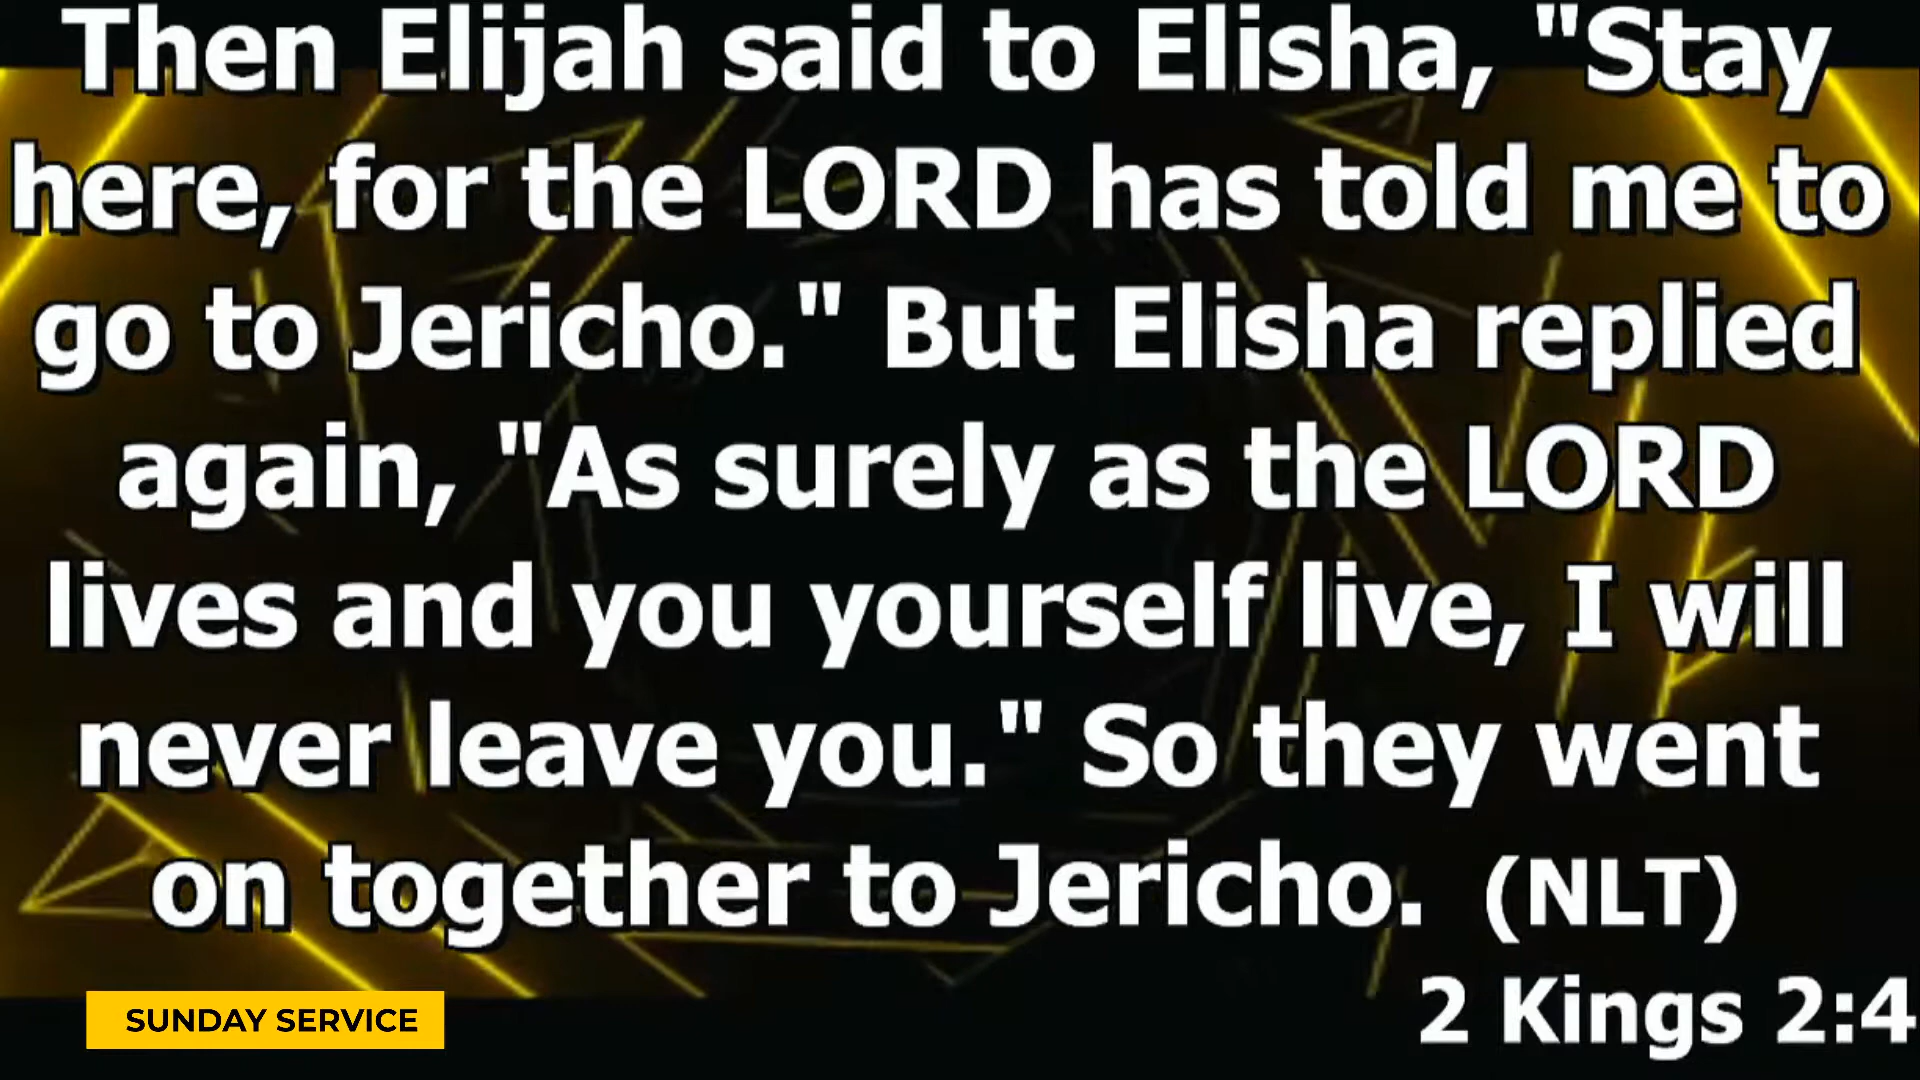 Then Elijah said to Elisha, "Stay
here, for the LORD has told me to
go to Jericho." But Elisha replied
again, "As surely as the LORD
lives and you yourself live, I will
never leave you." So they went
on together to Jericho. (NLT)
2 Kings 2:4
SUNDAY SERVICE